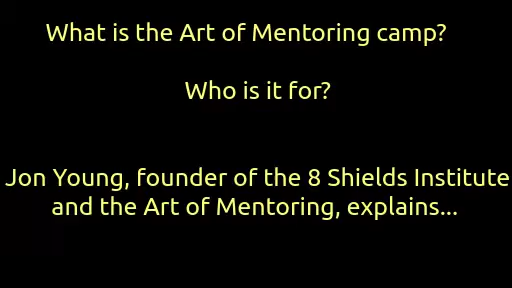 What is the Art of Mentoring camp?
Who is it for?
Jon Young, founder of the 8 Shields Institute
and the Art of Mentoring, explains...